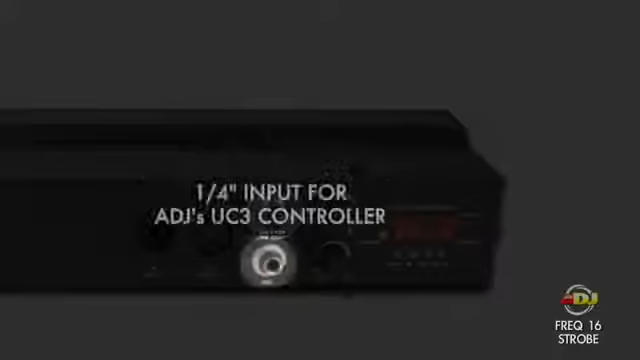 1/4" INPUT FOR
ADJ's UC3 CONTROLLER
ADJ
FREQ 16
STROBE